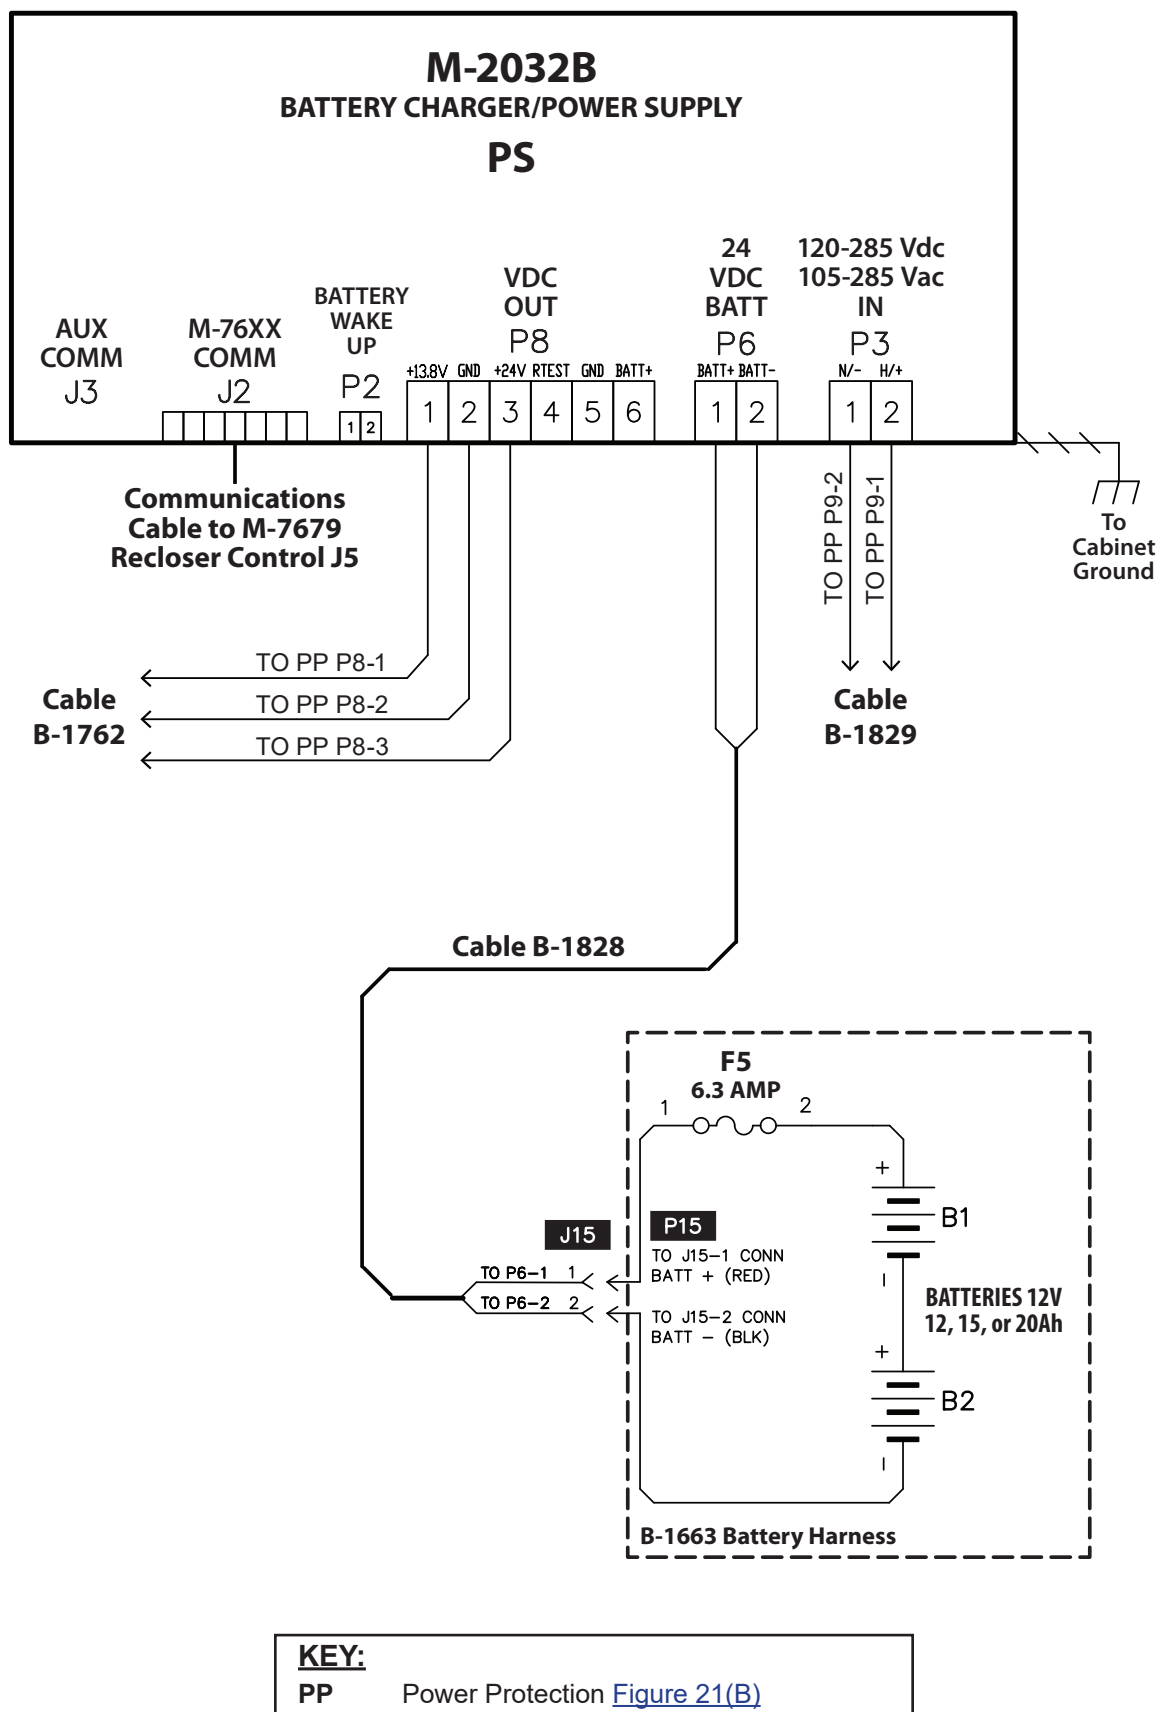 M-2032B
BATTERY CHARGER/POWER SUPPLY
PS
AUX
COMM
J3
M-76XX
COMM
J2
BATTERY
WAKE
UP
P2
1 2
VDC
OUT
P8
+13.8V GND +24V RTEST GND BATT+
1 2 3 4 5 6
24
VDC
BATT
P6
BATT+ BATT-
1 2
120-285 Vdc
105-285 Vac
IN
P3
N/- H/+
1 2
Communications
Cable to M-7679
Recloser Control J5
TO PP P9-2
TO PP P9-1
To
Cabinet
Ground
TO PP P8-1
TO PP P8-2
TO PP P8-3
Cable
B-1762
Cable
B-1829
Cable B-1828
F5
6.3 AMP
1 2
+
B1
-
J15
P15
TO J15-1 CONN
BATT + (RED)
TO P6-1 1
TO P6-2 2
TO J15-2 CONN
BATT - (BLK)
BATTERIES 12V
12, 15, or 20Ah
+
B2
-
B-1663 Battery Harness
KEY:
PP Power Protection Figure 21(B)